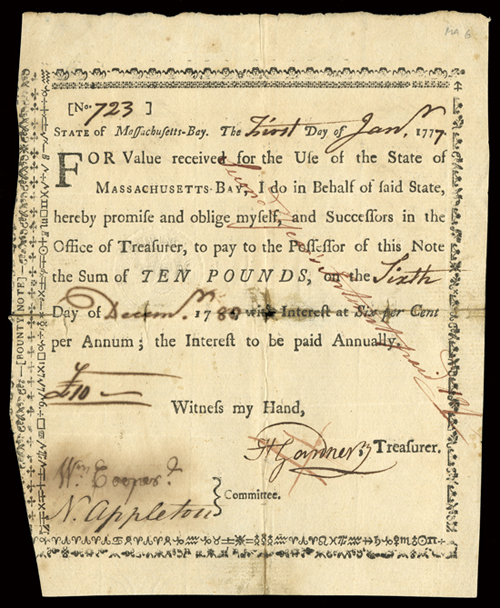 MA 6
[No. 723 ]
STATE of Massachusetts-Bay. The First Day of Jan.y 1777.
FOR Value received for the Use of the State of
MASSACHUSETTS-BAY, I do in Behalf of said State,
hereby promise and oblige myself, and Successors in the
Office of Treasurer, to pay to the Possessor of this Note
the Sum of TEN POUNDS, on the Sixth
Day of Decem.r 1780 with Interest at Six per Cent
per Annum; the Interest to be paid Annually.
£10
Witness my Hand,
H Gardner Treasurer.
Wm Cooper
N. Appleton
Committee.
[BOUNTY NOTE]